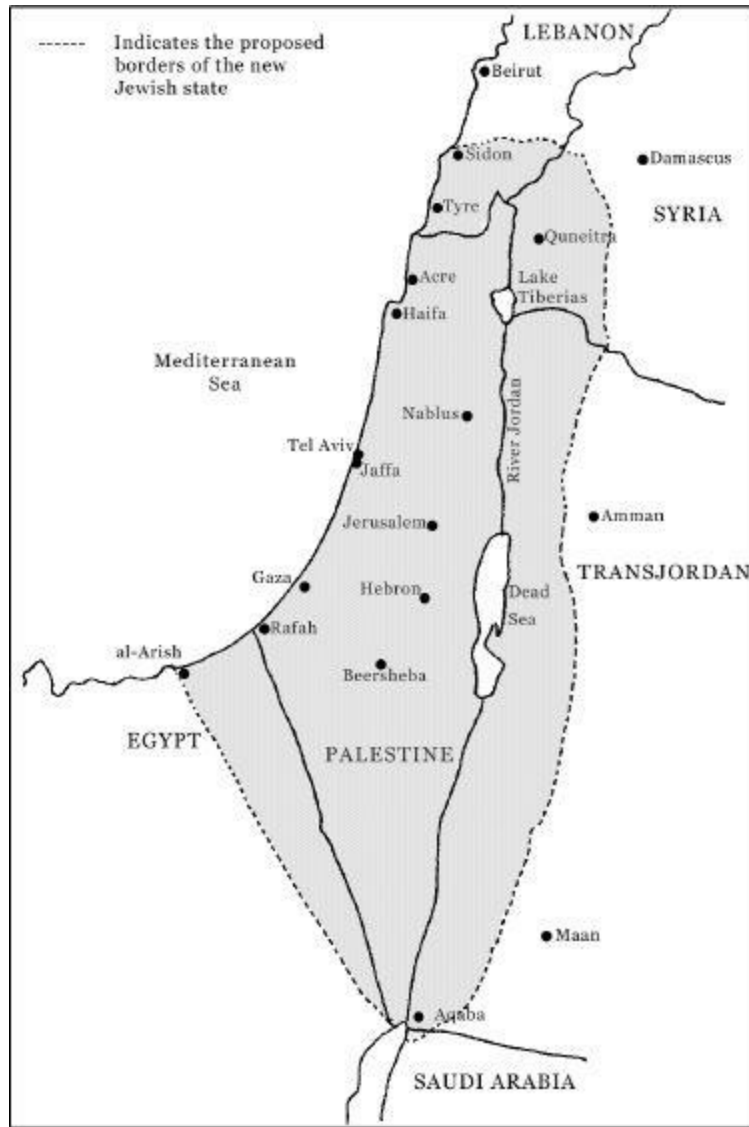 LEBANON
Indicates the proposed
borders of the new
Jewish state
Beirut
Sidon
Damascus
SYRIA
Tyre
Quneitra
Acre
Lake
Tiberias
Haifa
Mediterranean
Sea
Nablus
River Jordan
Tel Aviv
Jaffa
Jerusalem
Amman
TRANSJORDAN
Gaza
Hebron
Dead
Sea
Rafah
al-Arish
Beersheba
EGYPT
PALESTINE
Maan
Aqaba
SAUDI ARABIA